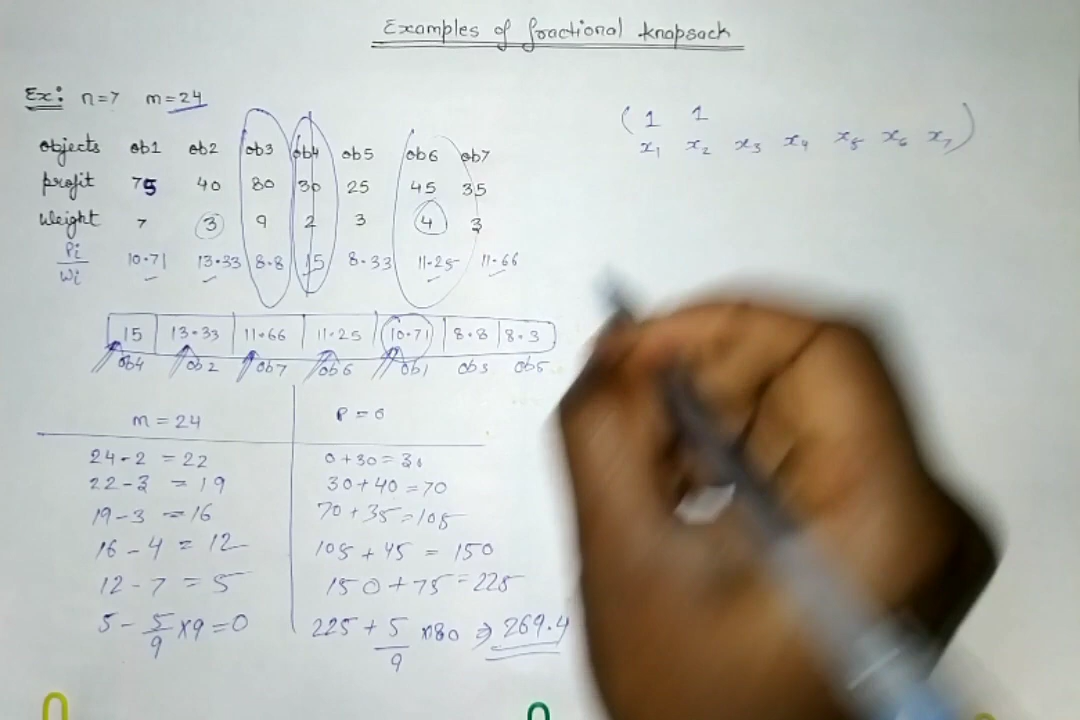 Examples of fractional knapsack
Ex: n=7 m=24
( 1 1
x1 x2 x3 x4 x5 x6 x7 )
objects ob1 ob2 ob3 ob4 ob5 ob6 ob7
profit 75 40 80 30 25 45 35
Weight 7 3 9 2 3 4 3
Pi/Wi 10.71 13.33 8.8 15 8.33 11.25 11.66
15 13.33 11.66 11.25 10.71 8.8 8.3
ob4 ob2 ob7 ob6 ob1 ob3 ob5
m = 24 P = 0
24-2 = 22 0+30=30
22-3 = 19 30+40=70
19-3 =16 70+35=105
16-4 = 12 105+45 = 150
12-7 = 5 150+75=225
5 - 5/9 x9=0 225 + 5/9 x80 ⇒ 269.4